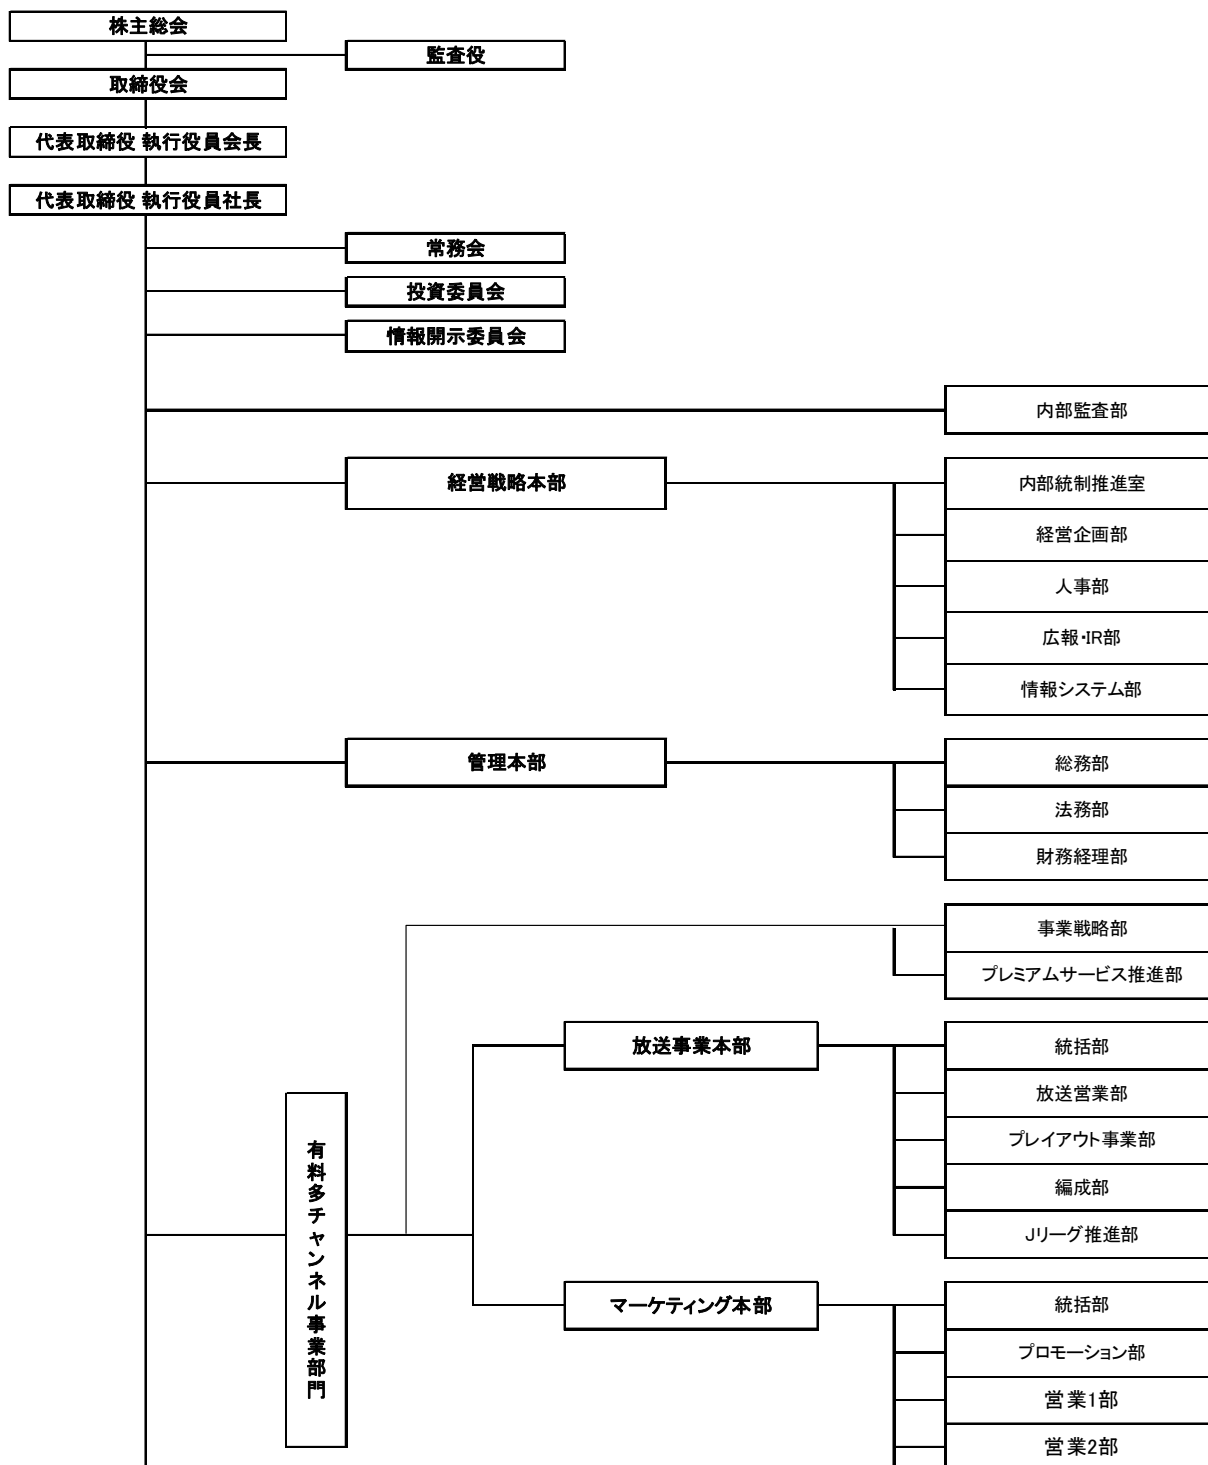 株主総会
監査役
取締役会
代表取締役 執行役員会長
代表取締役 執行役員社長
常務会
投資委員会
情報開示委員会
内部監査部
経営戦略本部
内部統制推進室
経営企画部
人事部
広報・IR部
情報システム部
管理本部
総務部
法務部
財務経理部
事業戦略部
プレミアムサービス推進部
有料多チャンネル事業部門
放送事業本部
統括部
放送営業部
プレイアウト事業部
編成部
Jリーグ推進部
マーケティング本部
統括部
プロモーション部
営業1部
営業2部